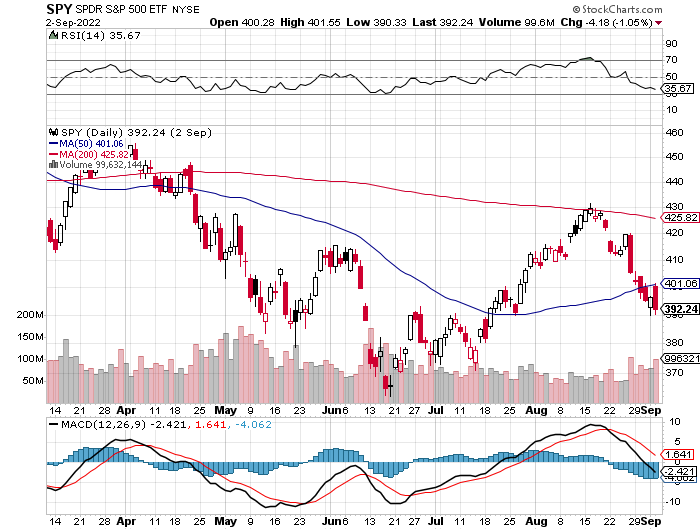 SPY SPDR S&P 500 ETF NYSE © StockCharts.com
2-Sep-2022 Open 400.28 High 401.55 Low 390.33 Last 392.24 Volume 99.6M Chg -4.18 (-1.05%)
RSI(14) 35.67
90
70
50
35.67
30
10
SPY (Daily) 392.24 (2 Sep)
MA(50) 401.06
MA(200) 425.82
Volume 99,632,144
460
450
440
430
425.82
420
410
401.06
392.24
390
380
370
996321
200M
150M
100M
50M
14 21 28 Apr 11 18 25 May 9 16 23 Jun 6 13 21 27 Jul 11 18 25 Aug 8 15 22 29 Sep
MACD(12,26,9) -2.421, 1.641, -4.062
10
5
1.641
0
-2.421
-4.062
-5
-10
14 21 28 Apr 11 18 25 May 9 16 23 Jun 6 13 21 27 Jul 11 18 25 Aug 8 15 22 29 Sep